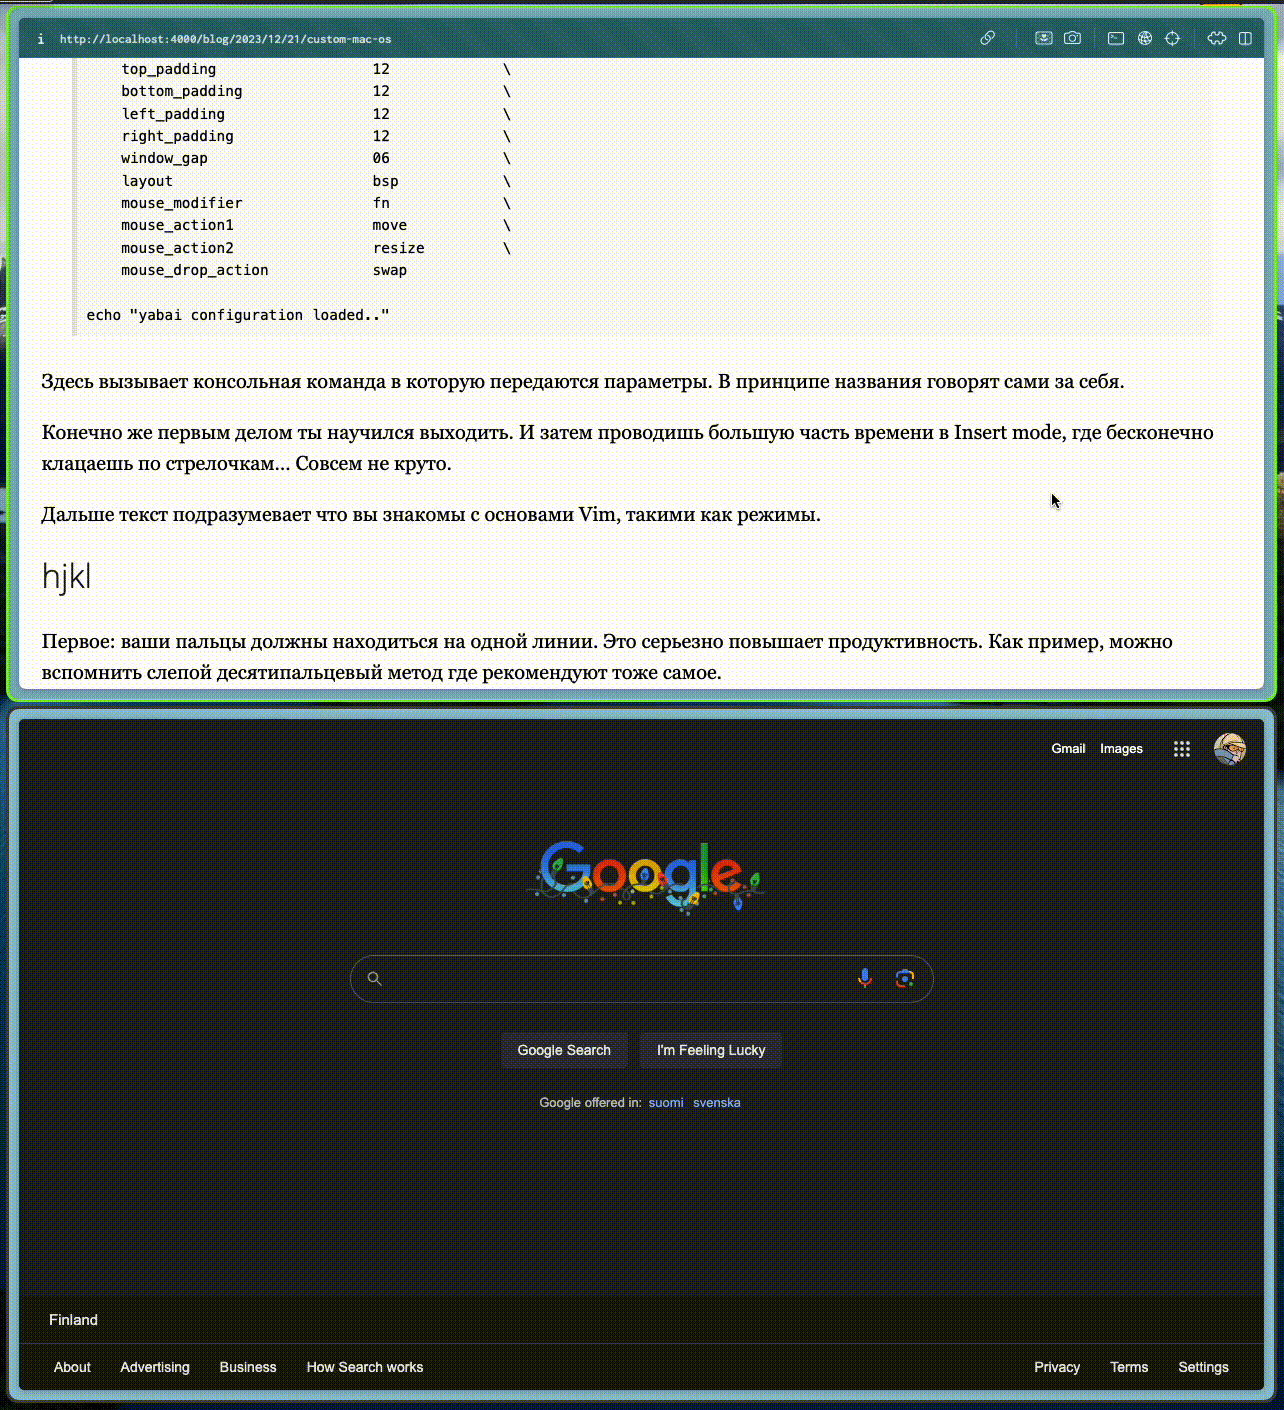 i http://localhost:4000/blog/2023/12/21/custom-mac-os
top_padding 12 \
bottom_padding 12 \
left_padding 12 \
right_padding 12 \
window_gap 06 \
layout bsp \
mouse_modifier fn \
mouse_action1 move \
mouse_action2 resize \
mouse_drop_action swap
echo "yabai configuration loaded.."
Здесь вызывает консольная команда в которую передаются параметры. В принципе названия говорят сами за себя.
Конечно же первым делом ты научился выходить. И затем проводишь большую часть времени в Insert mode, где бесконечно
клацаешь по стрелочкам... Совсем не круто.
Дальше текст подразумевает что вы знакомы с основами Vim, такими как режимы.
hjkl
Первое: ваши пальцы должны находиться на одной линии. Это серьезно повышает продуктивность. Как пример, можно
вспомнить слепой десятипальцевый метод где рекомендуют тоже самое.
Gmail Images
Google
Google Search I'm Feeling Lucky
Google offered in: suomi svenska
Finland
About Advertising Business How Search works Privacy Terms Settings